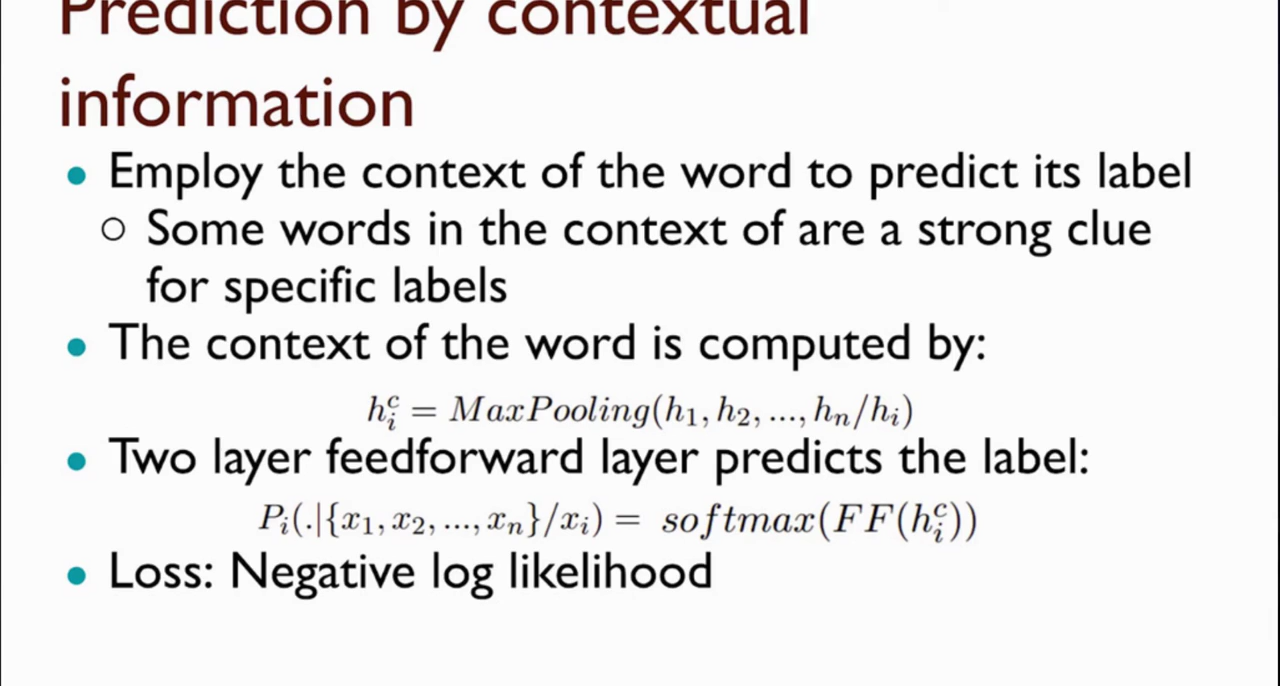 Prediction by contextual
information
• Employ the context of the word to predict its label
○ Some words in the context of are a strong clue
for specific labels
• The context of the word is computed by:
h_i^c = MaxPooling(h_1, h_2, ..., h_n/h_i)
• Two layer feedforward layer predicts the label:
P_i(.|{x_1, x_2, ..., x_n}/x_i) = softmax(FF(h_i^c))
• Loss: Negative log likelihood